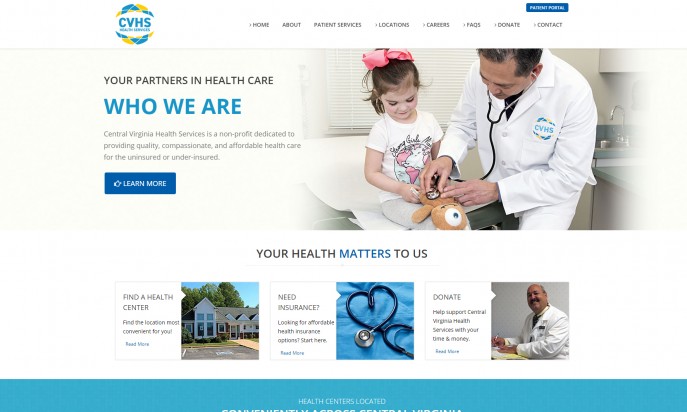 PATIENT PORTAL
CVHS
HEALTH SERVICES
HOME ABOUT PATIENT SERVICES LOCATIONS CAREERS FAQS DONATE CONTACT
YOUR PARTNERS IN HEALTH CARE
WHO WE ARE
Central Virginia Health Services is a non-profit dedicated to
providing quality, compassionate, and affordable health care
for the uninsured or under-insured.
LEARN MORE
CVHS
YOUR HEALTH MATTERS TO US
FIND A HEALTH
CENTER
Find the location most
convenient for you!
Read More
NEED
INSURANCE?
Looking for affordable
health insurance
options? Start here.
Read More
DONATE
Help support Central
Virginia Health
Services with your
time & money.
Read More
HEALTH CENTERS LOCATED
CONVENIENTLY ACROSS CENTRAL VIRGINIA